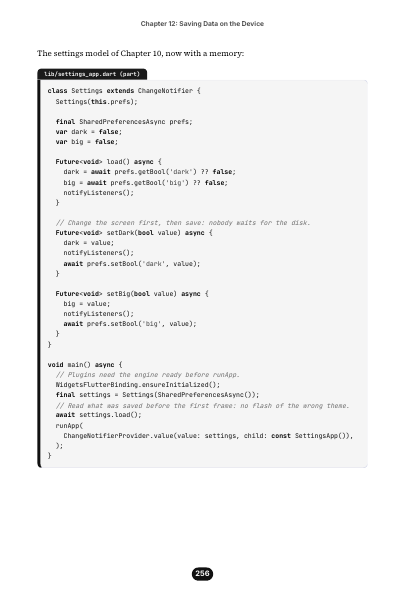 Chapter 12: Saving Data on the Device
The settings model of Chapter 10, now with a memory:
lib/settings_app.dart (part)
class Settings extends ChangeNotifier {
  Settings(this.prefs);

  final SharedPreferencesAsync prefs;
  var dark = false;
  var big = false;

  Future<void> load() async {
    dark = await prefs.getBool('dark') ?? false;
    big = await prefs.getBool('big') ?? false;
    notifyListeners();
  }

  // Change the screen first, then save: nobody waits for the disk.
  Future<void> setDark(bool value) async {
    dark = value;
    notifyListeners();
    await prefs.setBool('dark', value);
  }

  Future<void> setBig(bool value) async {
    big = value;
    notifyListeners();
    await prefs.setBool('big', value);
  }
}

void main() async {
  // Plugins need the engine ready before runApp.
  WidgetsFlutterBinding.ensureInitialized();
  final settings = Settings(SharedPreferencesAsync());
  // Read what was saved before the first frame: no flash of the wrong theme.
  await settings.load();
  runApp(
    ChangeNotifierProvider.value(value: settings, child: const SettingsApp()),
  );
}
256